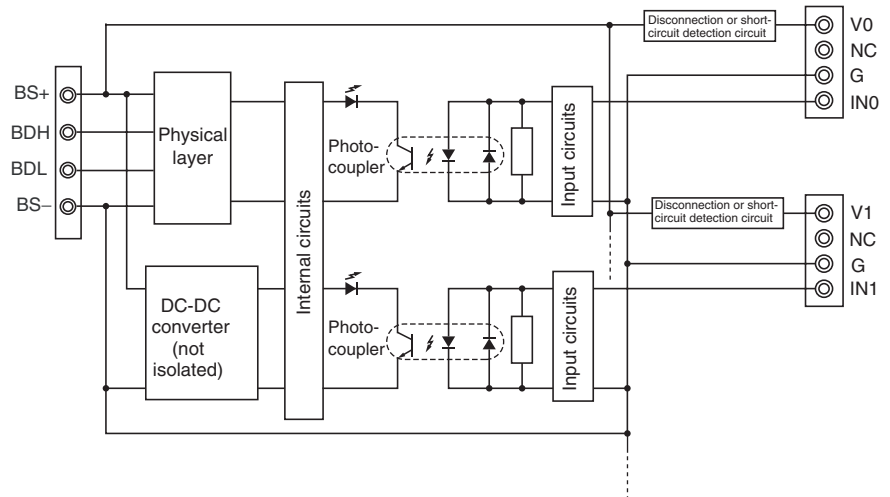 Disconnection or short-
circuit detection circuit
V0
NC
G
IN0
BS+
BDH
BDL
BS−
Physical
layer
Internal circuits
Photo-
coupler
Input circuits
Disconnection or short-
circuit detection circuit
V1
NC
G
IN1
DC-DC
converter
(not
isolated)
Photo-
coupler
Input circuits